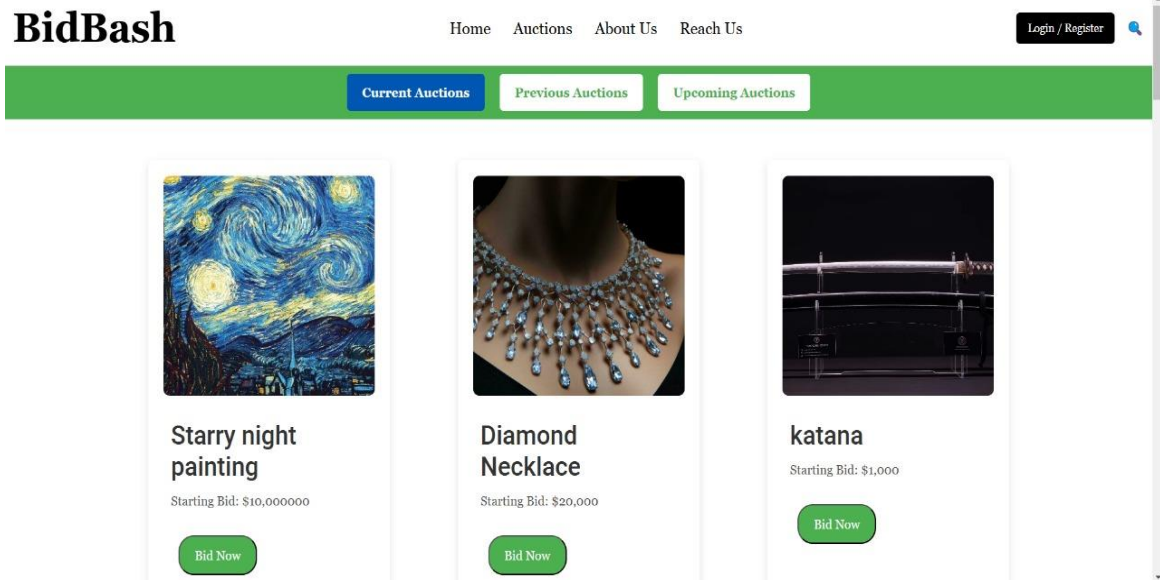 BidBash
Home Auctions About Us Reach Us
Login / Register
Current Auctions Previous Auctions Upcoming Auctions
Starry night
painting
Starting Bid: $10,000000
Bid Now
Diamond
Necklace
Starting Bid: $20,000
Bid Now
katana
Starting Bid: $1,000
Bid Now